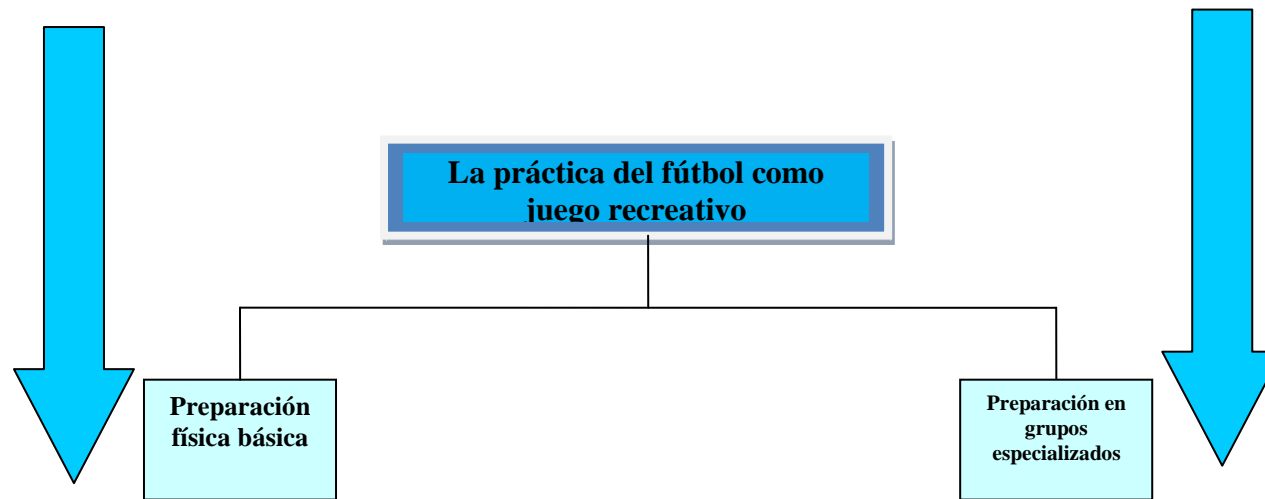 La práctica del fútbol como
juego recreativo
Preparación
física básica
Preparación en
grupos
especializados